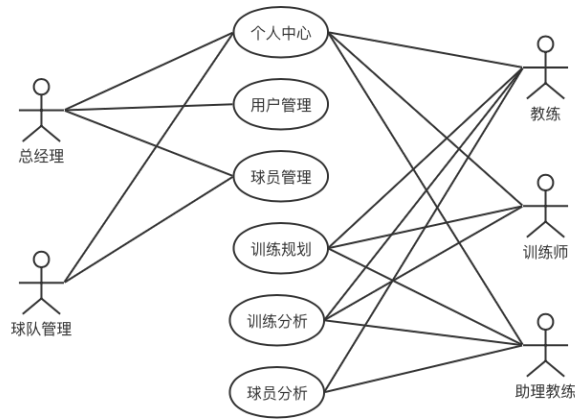 个人中心
用户管理
球员管理
训练规划
训练分析
球员分析
总经理
球队管理
教练
训练师
助理教练